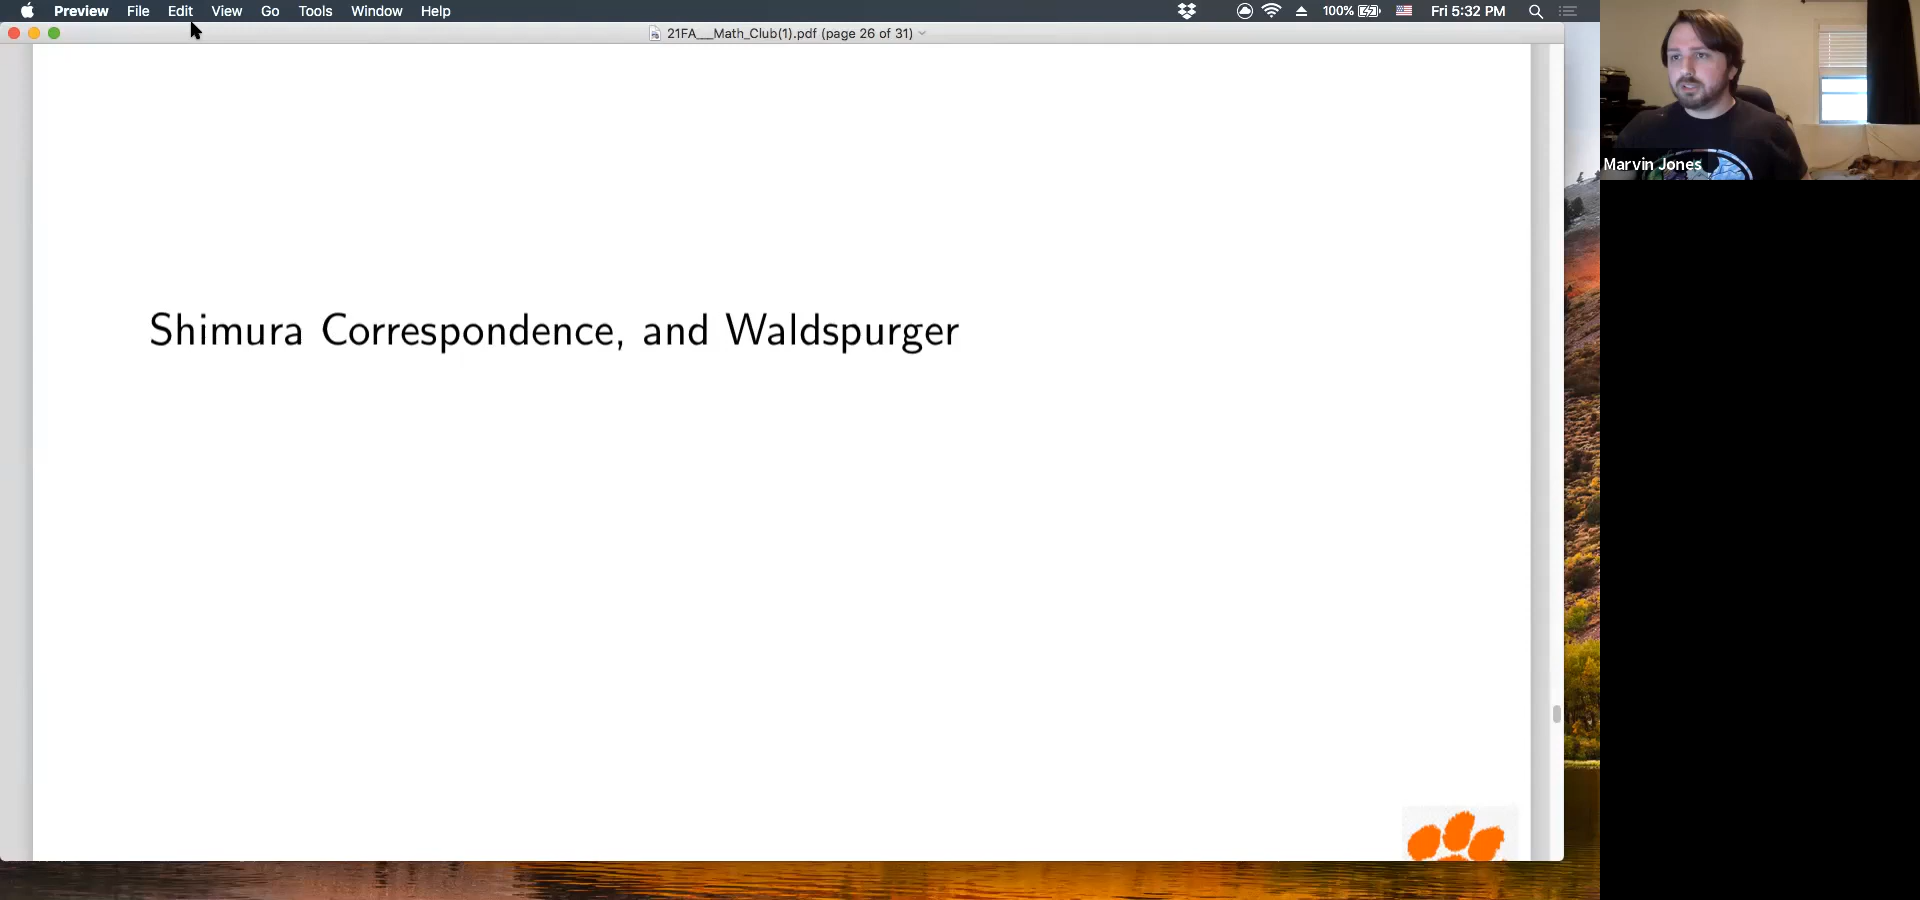 Preview File Edit View Go Tools Window Help 100% Fri 5:32 PM
21FA__Math_Club(1).pdf (page 26 of 31)
Marvin Jones
Shimura Correspondence, and Waldspurger